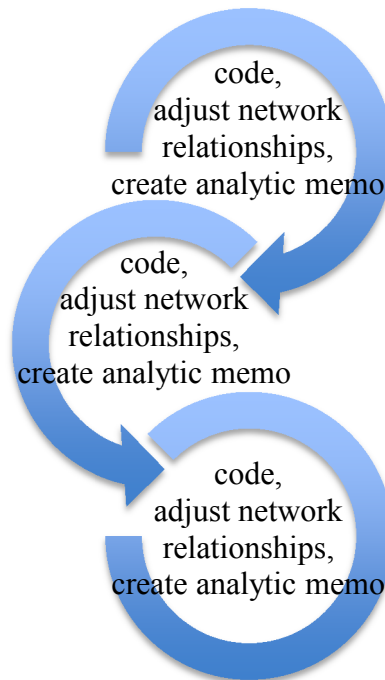 code,
adjust network
relationships,
create analytic memo
code,
adjust network
relationships,
create analytic memo
code,
adjust network
relationships,
create analytic memo